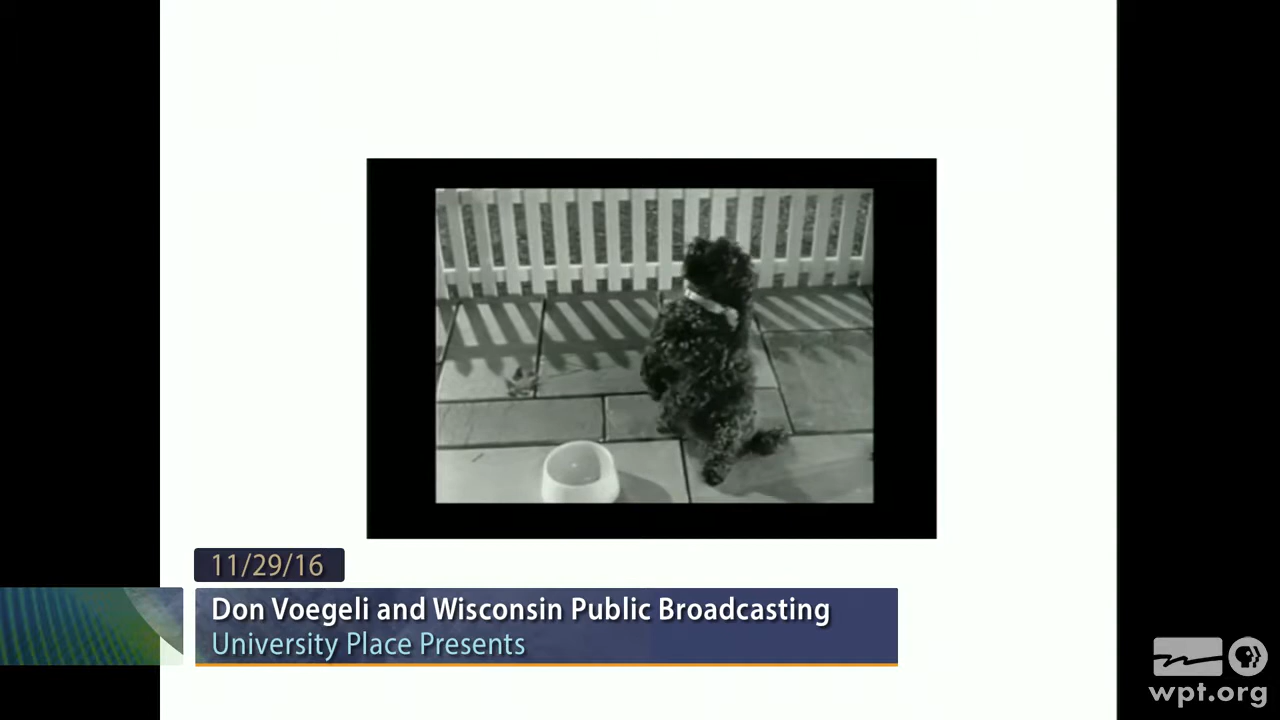 11/29/16
Don Voegeli and Wisconsin Public Broadcasting
University Place Presents
wpt.org